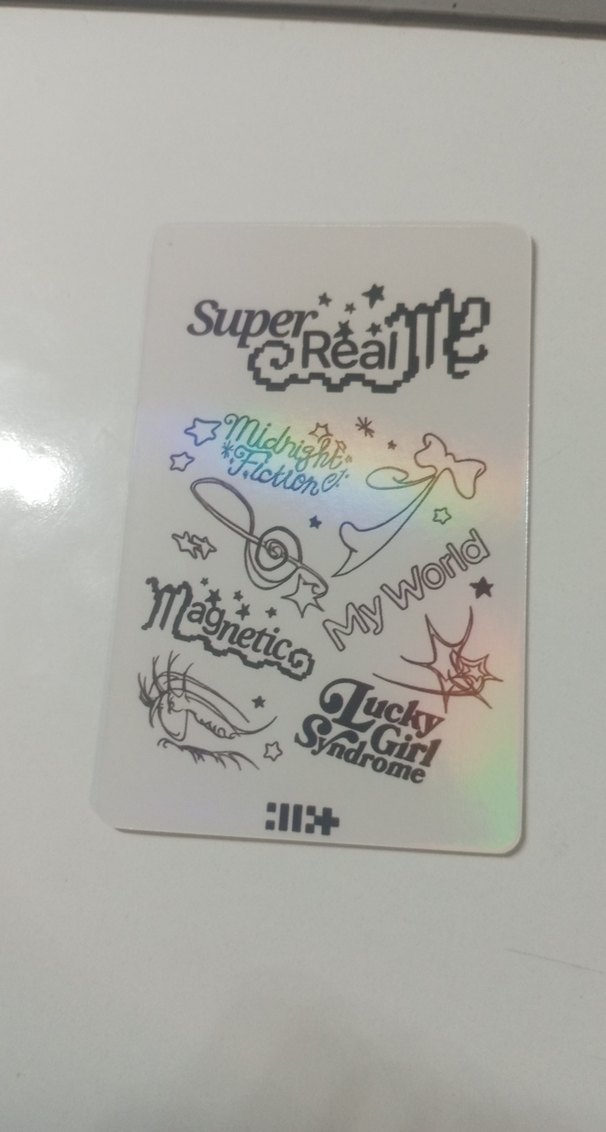 Super
Real Me
Midnight
Fiction
My World
Magnetic
Lucky
Girl
Syndrome